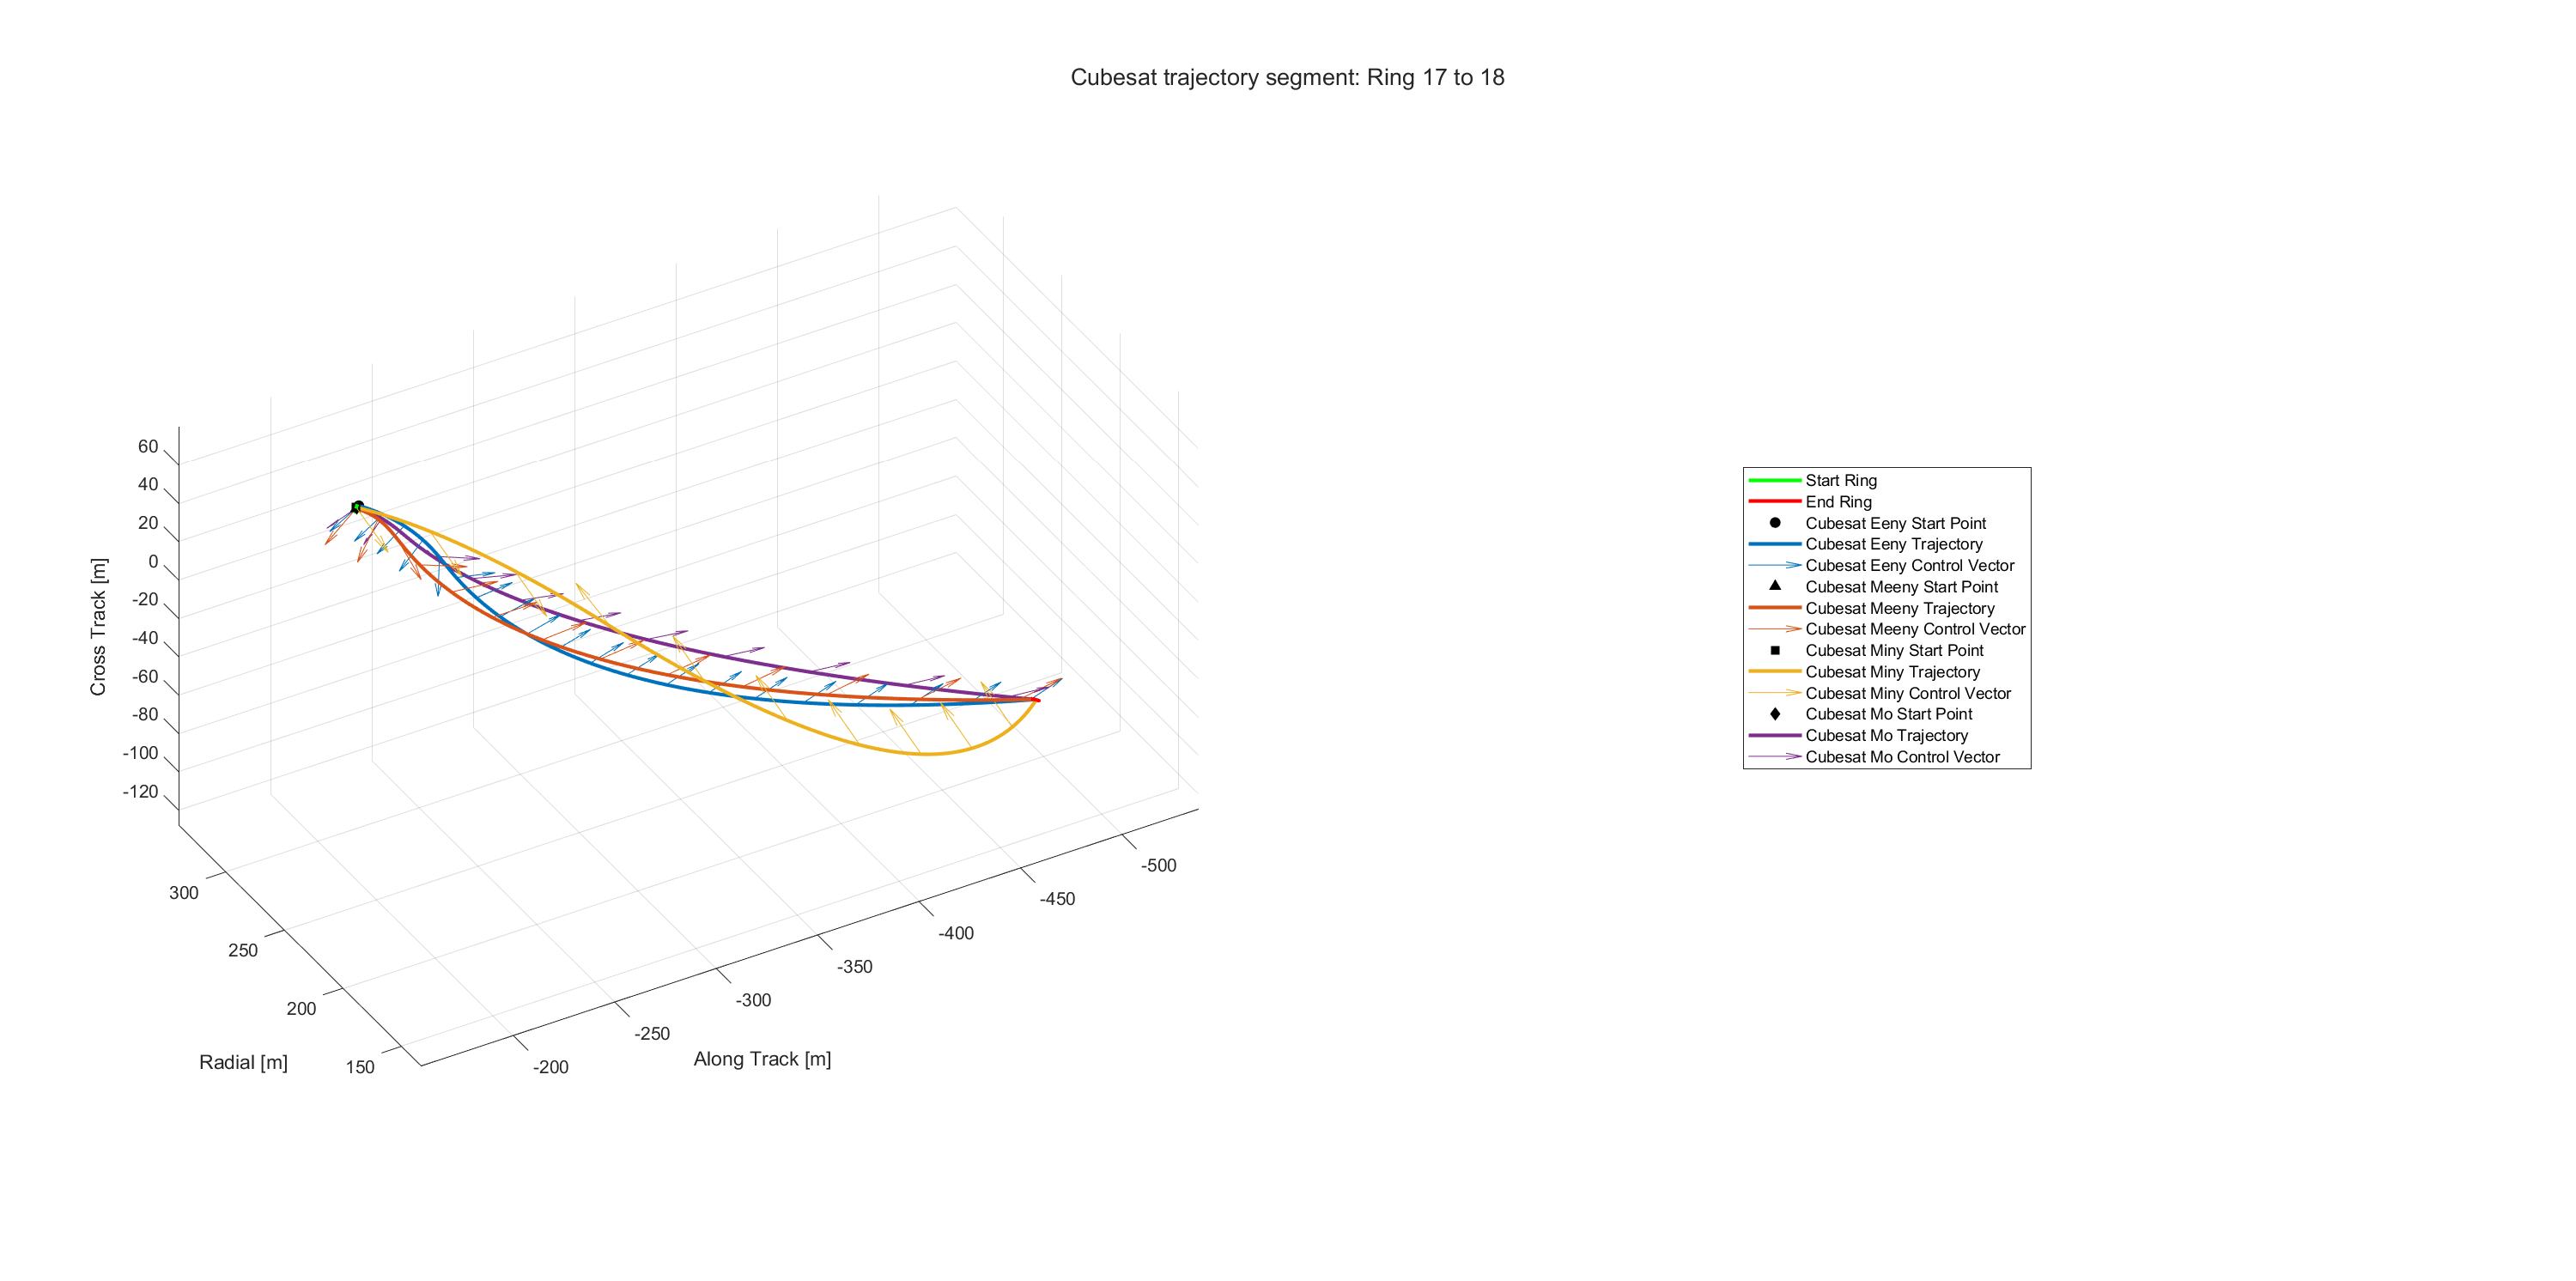 Cubesat trajectory segment: Ring 17 to 18
60
40
20
0
-20
-40
-60
-80
-100
-120
Cross Track [m]
300
250
200
150
Radial [m]
-200
-250
-300
-350
-400
-450
-500
Along Track [m]
Start Ring
End Ring
Cubesat Eeny Start Point
Cubesat Eeny Trajectory
Cubesat Eeny Control Vector
Cubesat Meeny Start Point
Cubesat Meeny Trajectory
Cubesat Meeny Control Vector
Cubesat Miny Start Point
Cubesat Miny Trajectory
Cubesat Miny Control Vector
Cubesat Mo Start Point
Cubesat Mo Trajectory
Cubesat Mo Control Vector